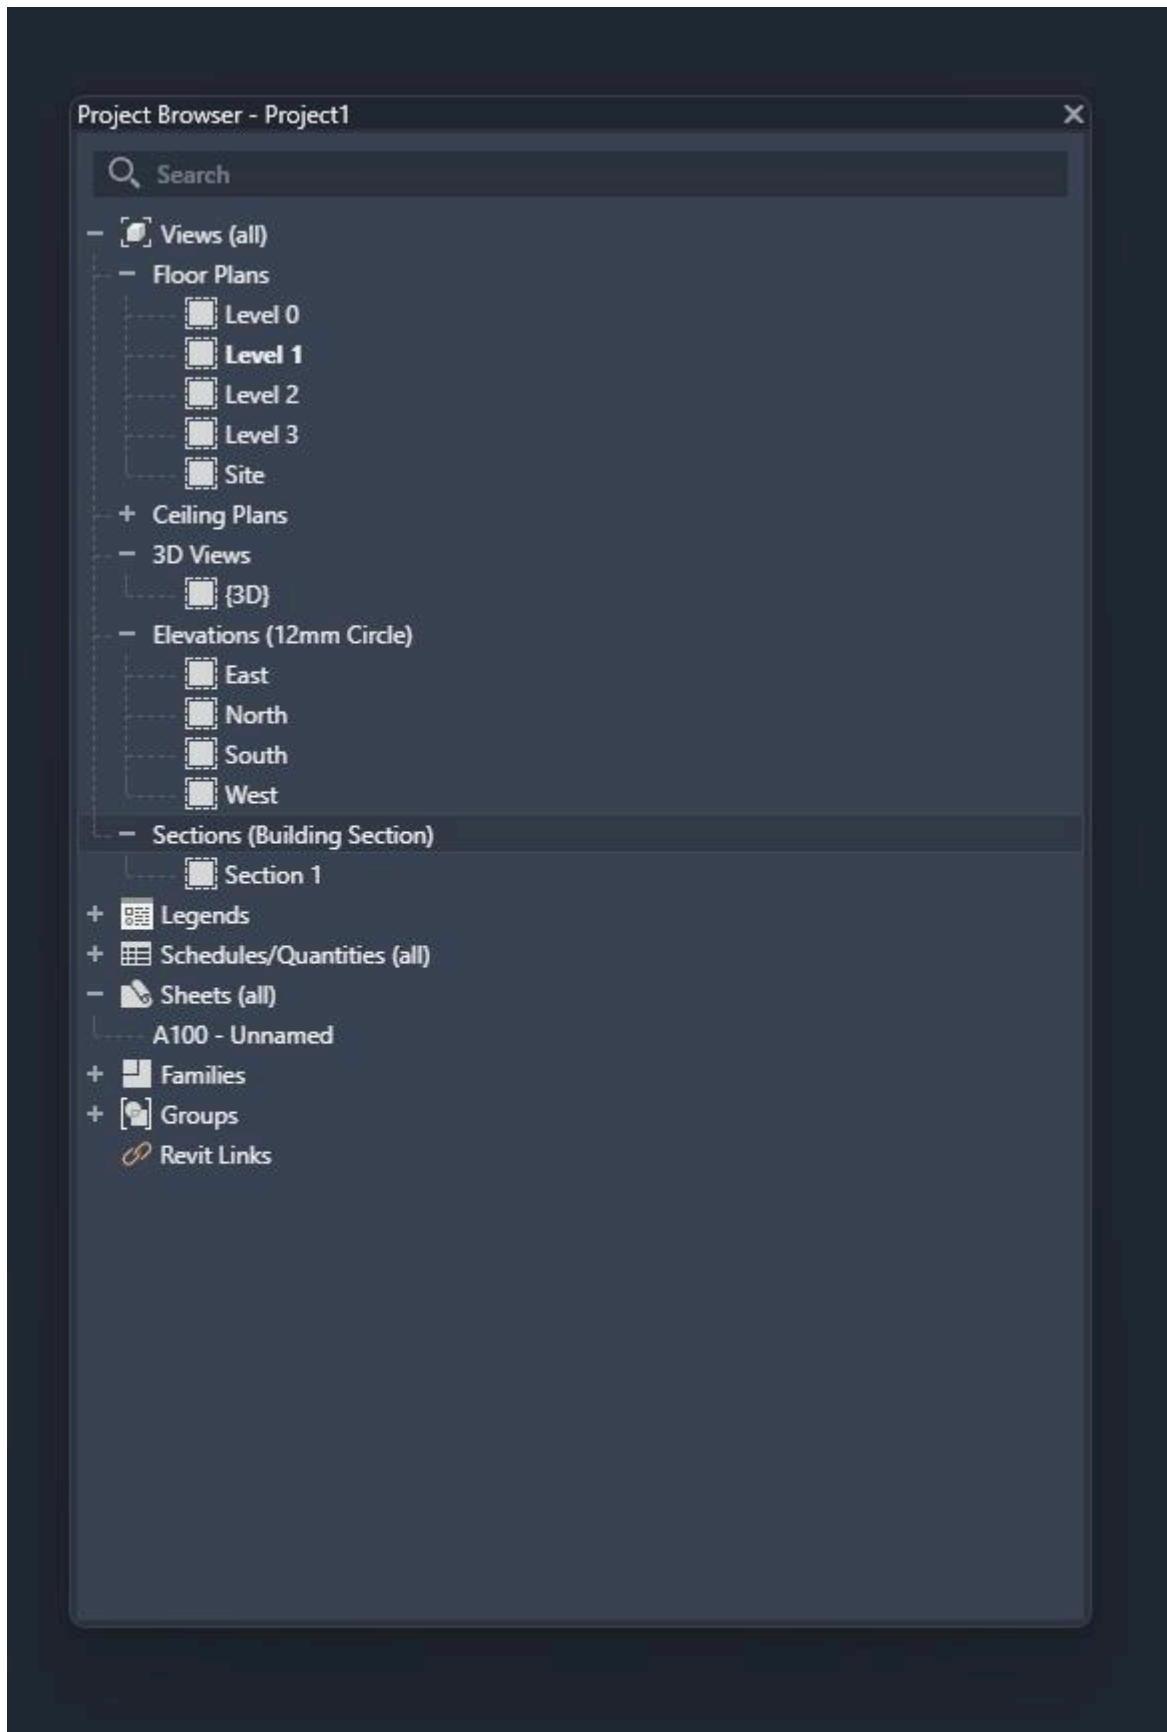 Project Browser - Project1
Search
Views (all)
Floor Plans
Level 0
Level 1
Level 2
Level 3
Site
Ceiling Plans
3D Views
{3D}
Elevations (12mm Circle)
East
North
South
West
Sections (Building Section)
Section 1
Legends
Schedules/Quantities (all)
Sheets (all)
A100 - Unnamed
Families
Groups
Revit Links